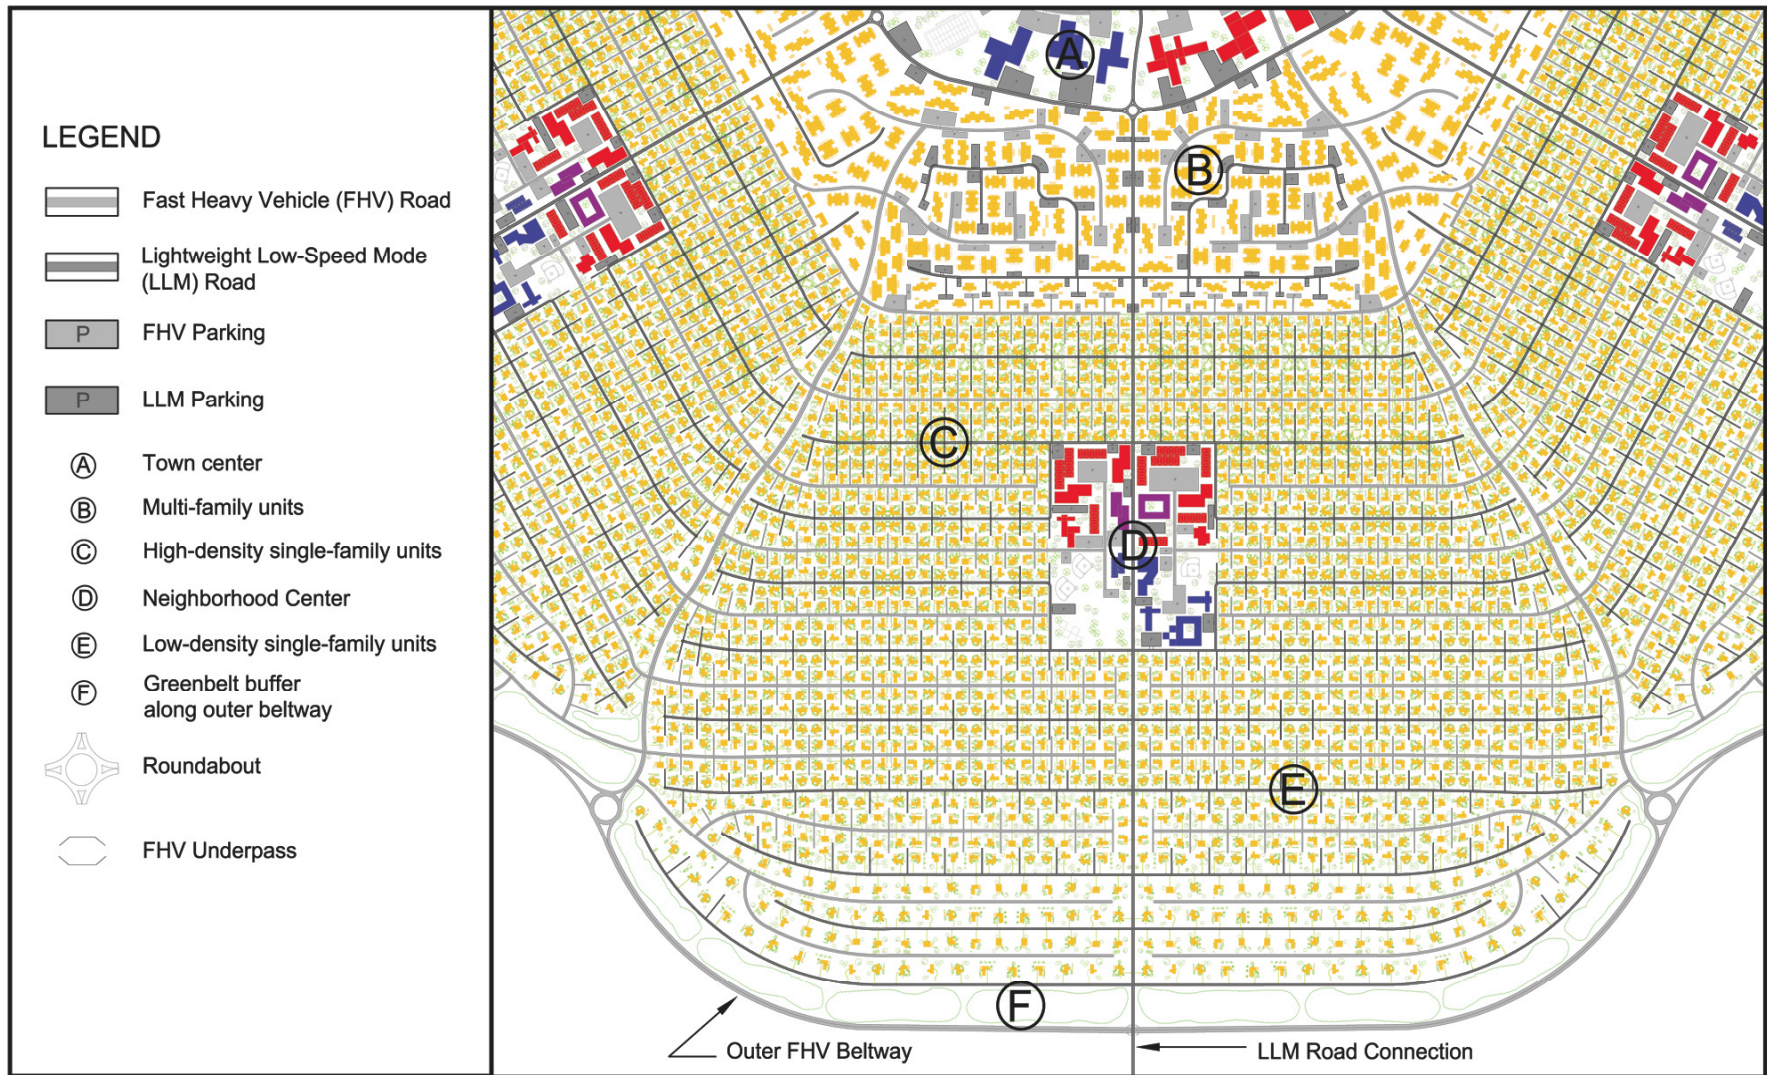 LEGEND
Fast Heavy Vehicle (FHV) Road
Lightweight Low-Speed Mode
(LLM) Road
P
FHV Parking
P
LLM Parking
A
Town center
B
Multi-family units
C
High-density single-family units
D
Neighborhood Center
E
Low-density single-family units
F
Greenbelt buffer
along outer beltway
Roundabout
FHV Underpass
A
B
C
D
E
F
Outer FHV Beltway
LLM Road Connection